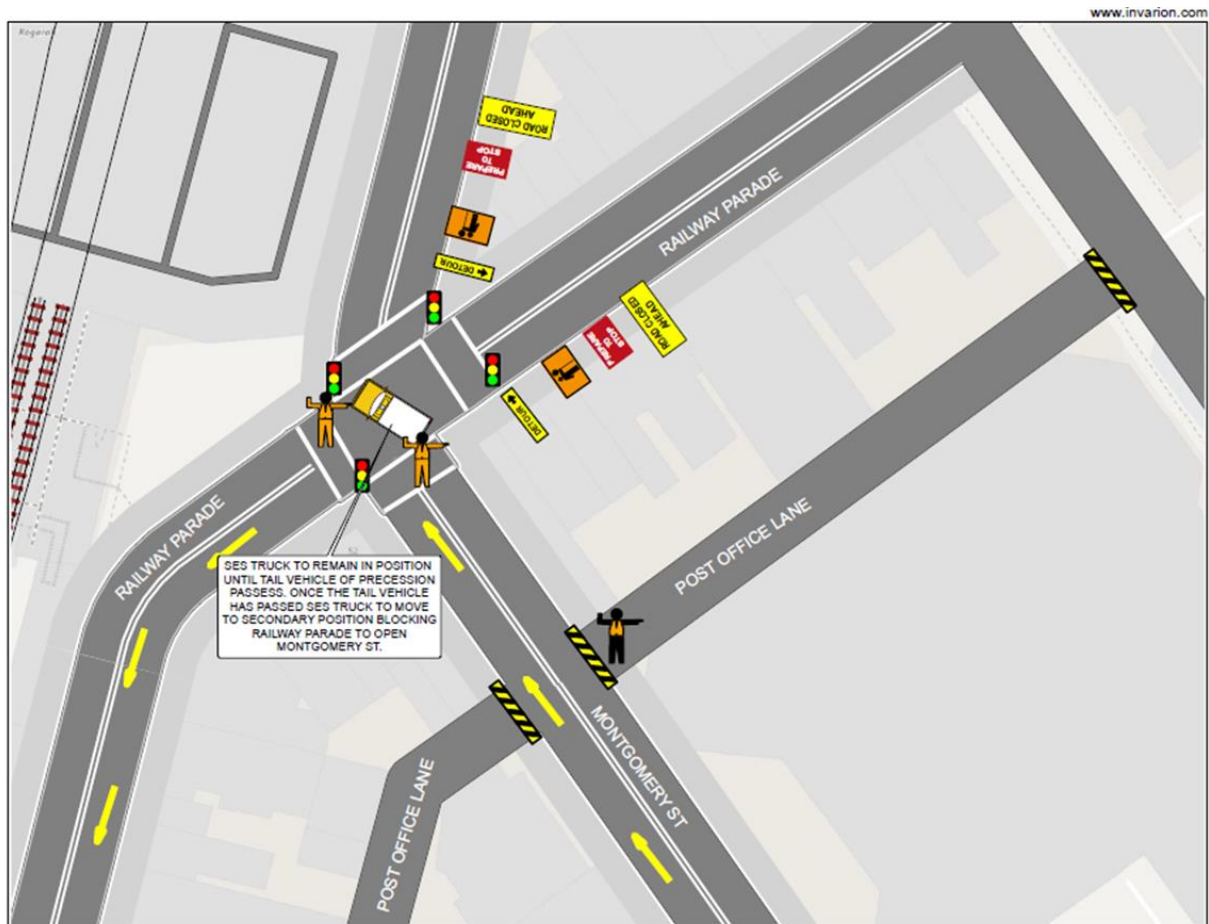 www.invarion.com
Kogarah
ROAD CLOSED
AHEAD
PREPARE
TO
STOP
DETOUR
RAILWAY PARADE
ROAD CLOSED
AHEAD
PREPARE
TO
STOP
DETOUR
RAILWAY PARADE
SES TRUCK TO REMAIN IN POSITION
UNTIL TAIL VEHICLE OF PRECESSION
PASSESS. ONCE THE TAIL VEHICLE
HAS PASSED SES TRUCK TO MOVE
TO SECONDARY POSITION BLOCKING
RAILWAY PARADE TO OPEN
MONTGOMERY ST.
POST OFFICE LANE
MONTGOMERY ST
POST OFFICE LANE